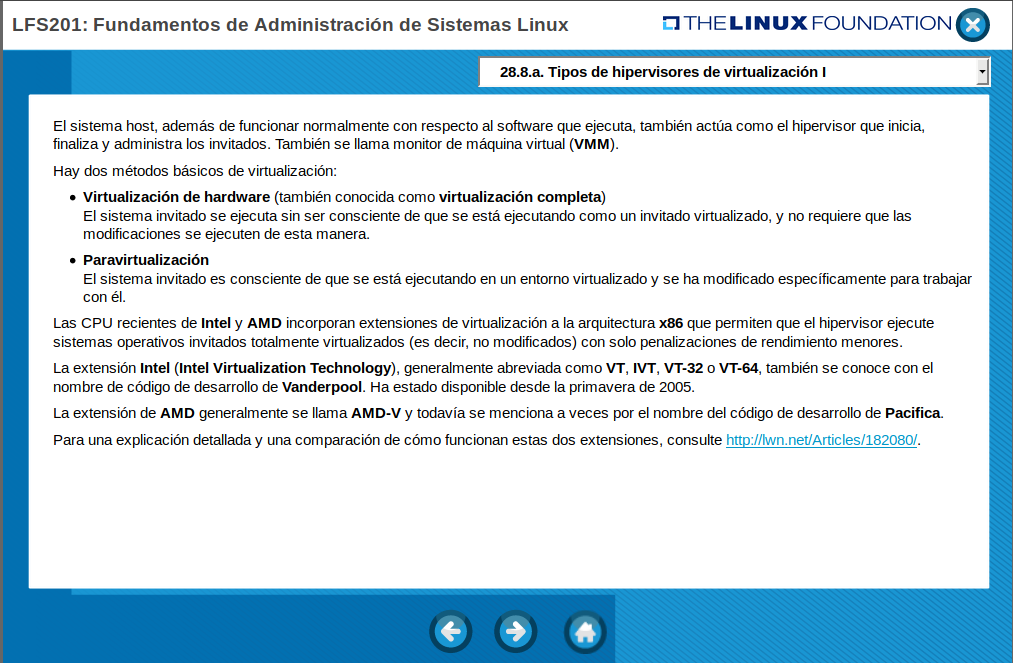 LFS201: Fundamentos de Administración de Sistemas Linux
THE LINUX FOUNDATION
28.8.a. Tipos de hipervisores de virtualización I
El sistema host, además de funcionar normalmente con respecto al software que ejecuta, también actúa como el hipervisor que inicia,
finaliza y administra los invitados. También se llama monitor de máquina virtual (VMM).
Hay dos métodos básicos de virtualización:
• Virtualización de hardware (también conocida como virtualización completa)
El sistema invitado se ejecuta sin ser consciente de que se está ejecutando como un invitado virtualizado, y no requiere que las
modificaciones se ejecuten de esta manera.
• Paravirtualización
El sistema invitado es consciente de que se está ejecutando en un entorno virtualizado y se ha modificado específicamente para trabajar
con él.
Las CPU recientes de Intel y AMD incorporan extensiones de virtualización a la arquitectura x86 que permiten que el hipervisor ejecute
sistemas operativos invitados totalmente virtualizados (es decir, no modificados) con solo penalizaciones de rendimiento menores.
La extensión Intel (Intel Virtualization Technology), generalmente abreviada como VT, IVT, VT-32 o VT-64, también se conoce con el
nombre de código de desarrollo de Vanderpool. Ha estado disponible desde la primavera de 2005.
La extensión de AMD generalmente se llama AMD-V y todavía se menciona a veces por el nombre del código de desarrollo de Pacifica.
Para una explicación detallada y una comparación de cómo funcionan estas dos extensiones, consulte http://lwn.net/Articles/182080/.